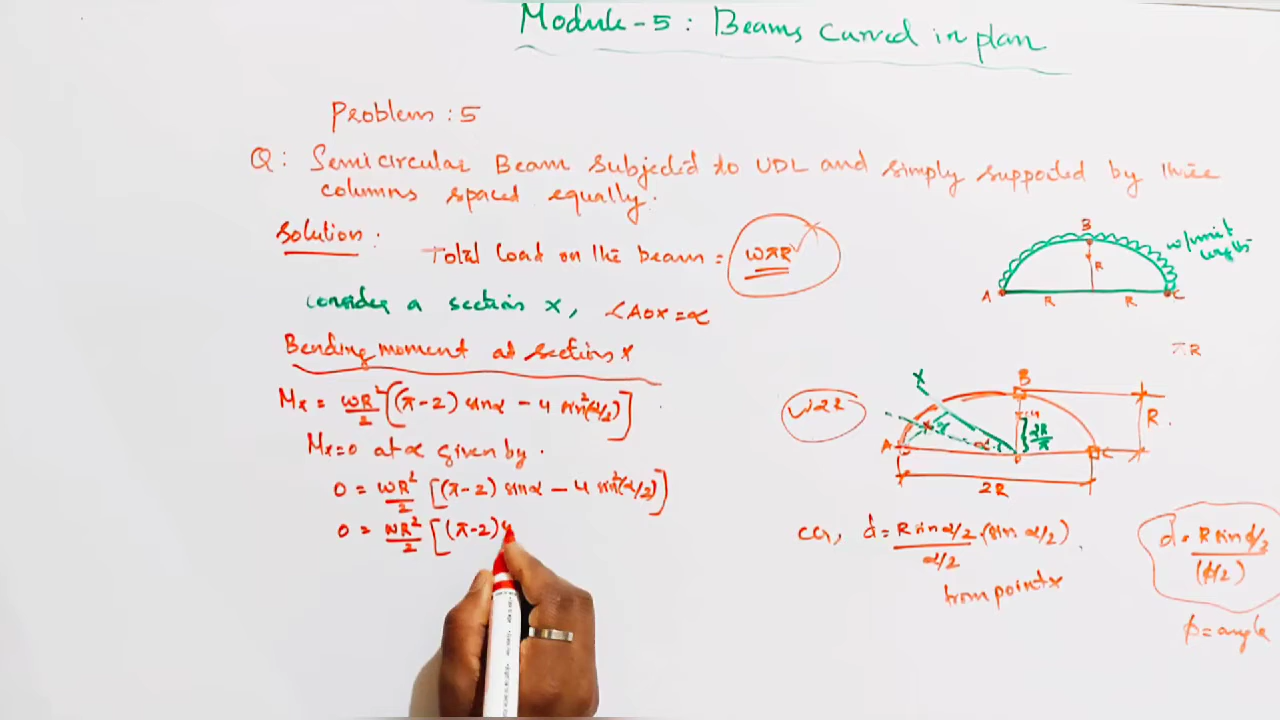 Module-5 : Beams Curved in plan
Problem : 5
Q: Semicircular Beam subjected to UDL and simply supported by three
columns spaced equally.
Solution :
Total load on the beam = wπR
consider a section x, ∠AOX = α
Bending moment at section x
Mx = wR²/2 [(π-2) sinα - 4 sin²(α/2)]
Mx=0 at α given by.
0 = wR²/2 [(π-2) sinα - 4 sin²(α/2)]
0 = wR²/2 [(π-2)
B
w/unit
length
R
A
R
R
C
πR
X
B
R
x
A
α
2R/π
C
2R
CG, d = R sin α/2 / α/2 . (sin α/2)
from point x
d = R sin ϕ/2 / (ϕ/2)
ϕ = angle